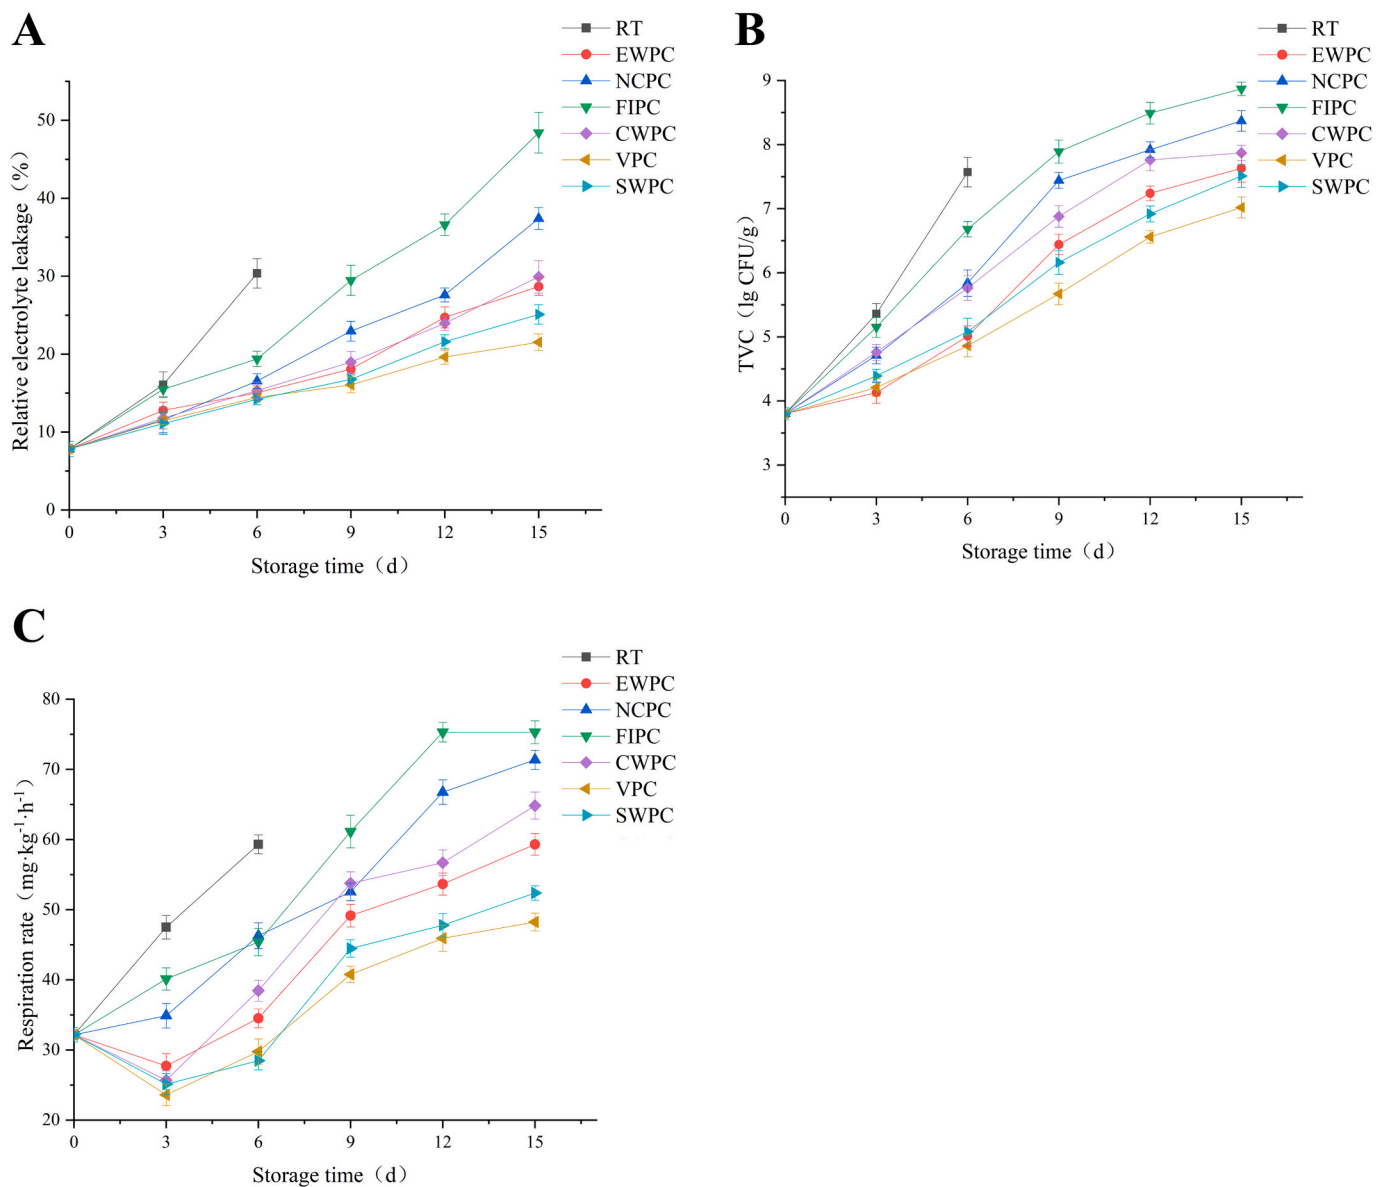 A
RT
EWPC
NCPC
FIPC
CWPC
VPC
SWPC
50
40
30
20
10
0
Relative electrolyte leakage（%）
0 3 6 9 12 15
Storage time（d）
B
RT
EWPC
NCPC
FIPC
CWPC
VPC
SWPC
9
8
7
6
5
4
3
TVC（lg CFU/g）
0 3 6 9 12 15
Storage time（d）
C
RT
EWPC
NCPC
FIPC
CWPC
VPC
SWPC
80
70
60
50
40
30
20
Respiration rate（mg·kg⁻¹·h⁻¹）
0 3 6 9 12 15
Storage time（d）